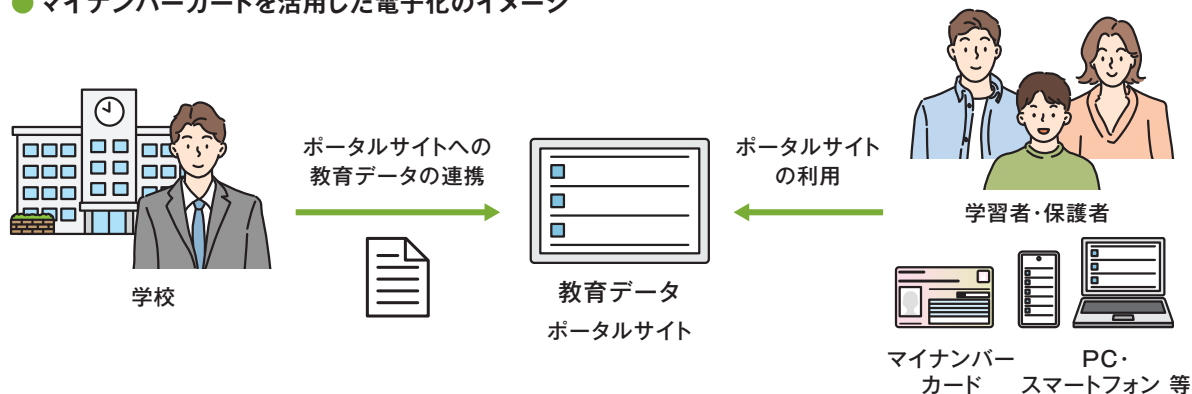 ● マイナンバーカードを活用した電子化のイメージ
ポータルサイトへの
教育データの連携
ポータルサイト
の利用
学校
教育データ
ポータルサイト
学習者・保護者
マイナンバー
カード
PC・
スマートフォン 等